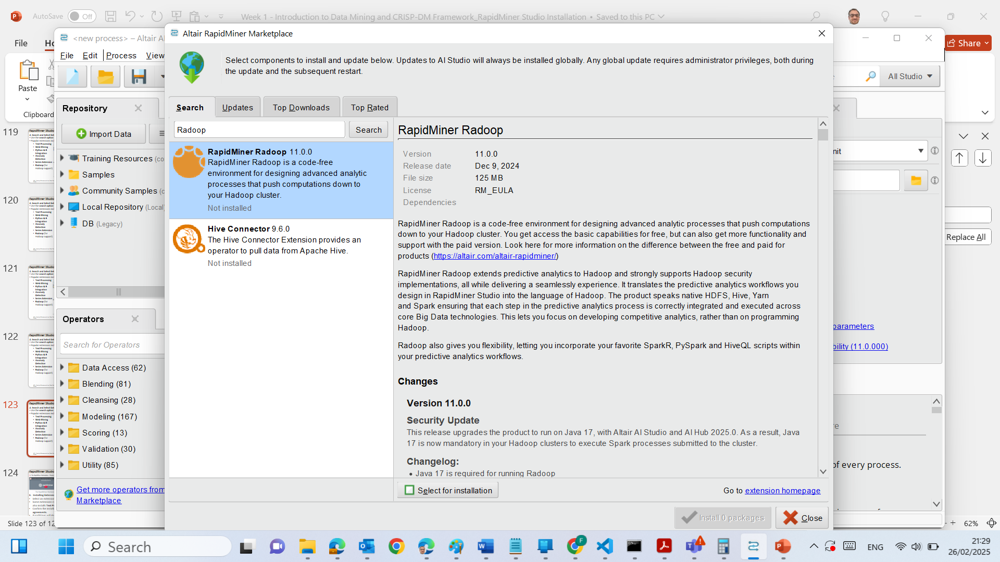 AutoSave
Off
Week 1 - Introduction to Data Mining and CRISP-DM Framework_RapidMiner Studio Installation • Saved to this PC
File
Share
Paste
Clipboard
<new process> – Altair
File Edit Process View
All Studio
Repository
Import Data
Training Resources
Samples
Community Samples
Local Repository (Local)
DB (Legacy)
Operators
Search for Operators
Data Access (62)
Blending (81)
Cleansing (28)
Modeling (167)
Scoring (13)
Validation (30)
Utility (85)
Get more operators from
Marketplace
119
120
121
122
123
124
Altair RapidMiner Marketplace
Select components to install and update below. Updates to AI Studio will always be installed globally. Any global update requires administrator privileges, both during
the update and the subsequent restart.
Search
Updates
Top Downloads
Top Rated
Radoop
Search
RapidMiner Radoop 11.0.0
RapidMiner Radoop is a code-free
environment for designing advanced analytic
processes that push computations down to
your Hadoop cluster.
Not installed
Hive Connector 9.6.0
The Hive Connector Extension provides an
operator to pull data from Apache Hive.
Not installed
RapidMiner Radoop
Version 11.0.0
Release date Dec 9, 2024
File size 125 MB
License RM_EULA
Dependencies
RapidMiner Radoop is a code-free environment for designing advanced analytic processes that push computations
down to your Hadoop cluster. You get access the basic capabilities for free, but can also get more functionality and
support with the paid version. Look here for more information on the difference between the free and paid for
products (https://altair.com/altair-rapidminer/)
RapidMiner Radoop extends predictive analytics to Hadoop and strongly supports Hadoop security
implementations, all while delivering a seamlessly experience. It translates the predictive analytics workflows you
design in RapidMiner Studio into the language of Hadoop. The product speaks native HDFS, Hive, Yarn
and Spark ensuring that each step in the predictive analytics process is correctly integrated and executed across
core Big Data technologies. This lets you focus on developing competitive analytics, rather than on programming
Hadoop.
Radoop also gives you flexibility, letting you incorporate your favorite SparkR, PySpark and HiveQL scripts within
your predictive analytics workflows.
Changes
Version 11.0.0
Security Update
This release upgrades the product to run on Java 17, with Altair AI Studio and AI Hub 2025.0. As a result, Java
17 is now mandatory in your Hadoop clusters to execute Spark processes submitted to the cluster.
Changelog:
• Java 17 is required for running Radoop
Select for installation
Go to extension homepage
Install 0 packages
Close
parameters
(11.0.000)
of every process.
Replace All
Slide 123 of
62%
Search
ENG
21:29
26/02/2025